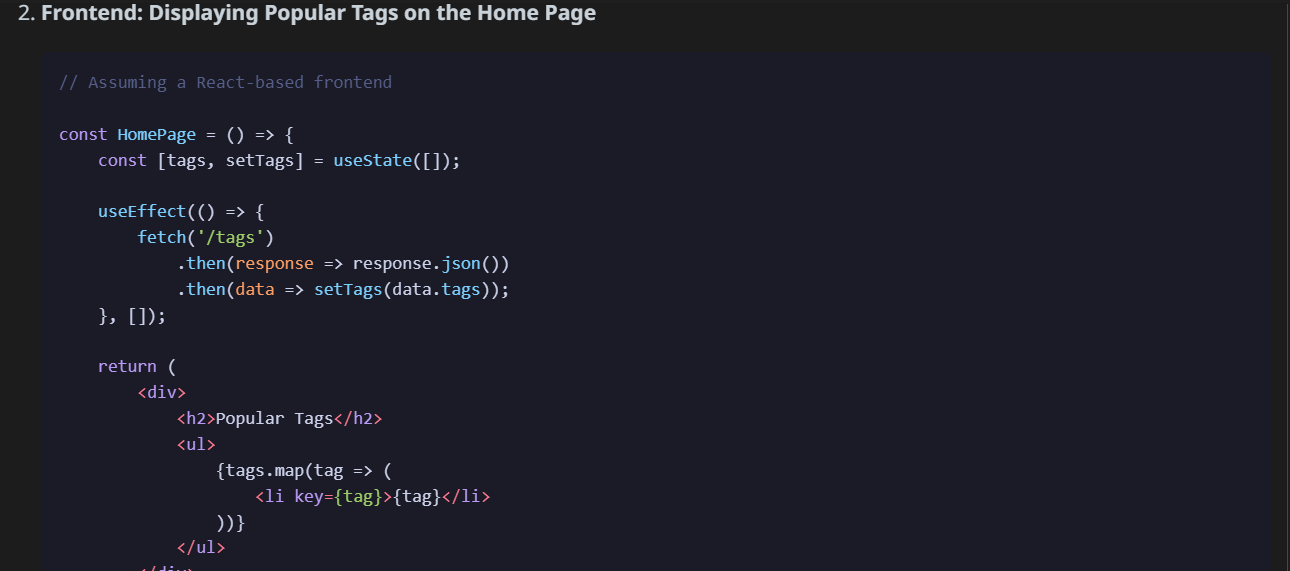 2. Frontend: Displaying Popular Tags on the Home Page
// Assuming a React-based frontend
const HomePage = () => {
    const [tags, setTags] = useState([]);
    useEffect(() => {
        fetch('/tags')
            .then(response => response.json())
            .then(data => setTags(data.tags));
    }, []);
    return (
        <div>
            <h2>Popular Tags</h2>
            <ul>
                {tags.map(tag => (
                    <li key={tag}>{tag}</li>
                ))}
            </ul>
        </div>